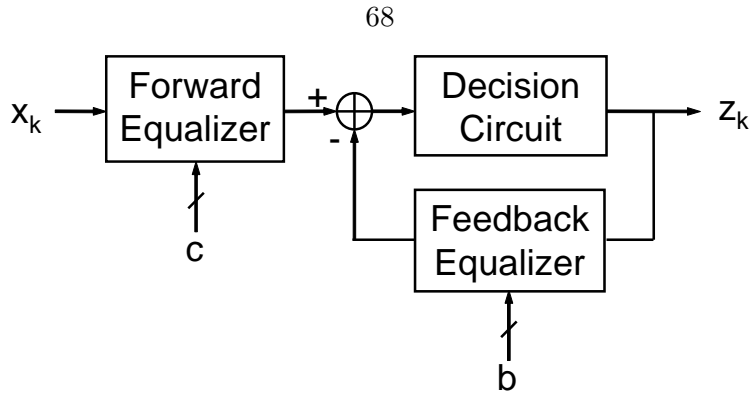 68
x_k
Forward
Equalizer
+
-
Decision
Circuit
z_k
Feedback
Equalizer
c
b